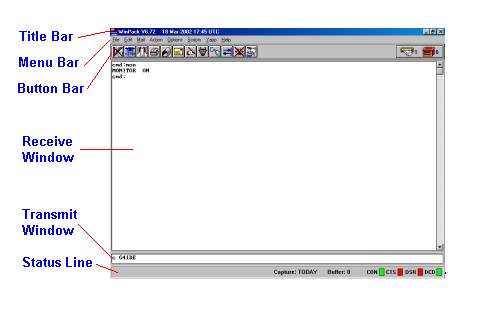 Title Bar
Menu Bar
Button Bar
Receive
Window
Transmit
Window
Status Line
WinPack V6.72 18 Mar 2002 17:45 UTC
File Edit Mail Action Options Scripts Yapp Help
cmd:mon
MONITOR ON
cmd:
c G4IDE
Capture: TODAY Buffer: 0 CON CTS DSR DCD